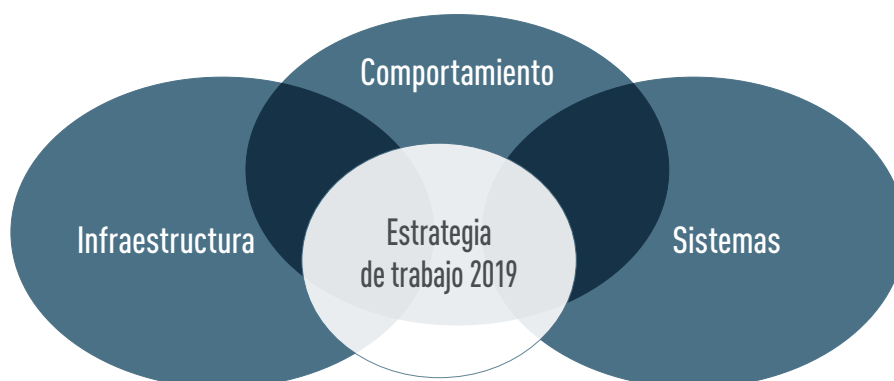 Comportamiento
Infraestructura
Estrategia
de trabajo 2019
Sistemas